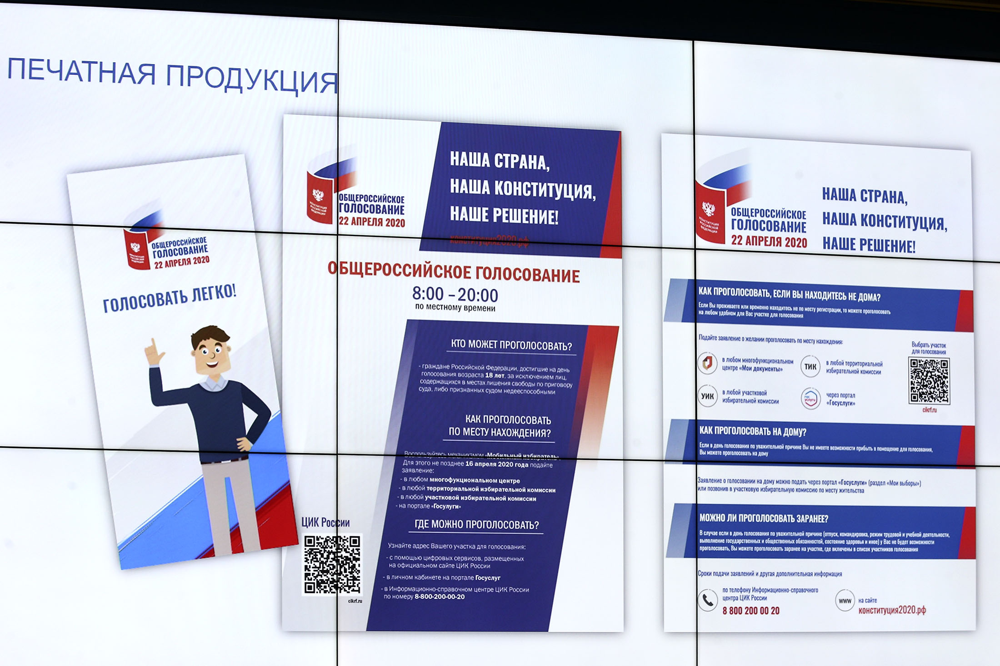 ПЕЧАТНАЯ ПРОДУКЦИЯ
КОНСТИТУЦИЯ
РОССИЙСКОЙ
ФЕДЕРАЦИИ
ОБЩЕРОССИЙСКОЕ
ГОЛОСОВАНИЕ
22 АПРЕЛЯ 2020
ГОЛОСОВАТЬ ЛЕГКО!
КОНСТИТУЦИЯ
РОССИЙСКОЙ
ФЕДЕРАЦИИ
ОБЩЕРОССИЙСКОЕ
ГОЛОСОВАНИЕ
22 АПРЕЛЯ 2020
НАША СТРАНА,
НАША КОНСТИТУЦИЯ,
НАШЕ РЕШЕНИЕ!
конституция2020.рф
ОБЩЕРОССИЙСКОЕ ГОЛОСОВАНИЕ
8:00 – 20:00
по местному времени
КТО МОЖЕТ ПРОГОЛОСОВАТЬ?
- граждане Российской Федерации, достигшие на день
голосования возраста 18 лет, за исключением лиц,
содержащихся в местах лишения свободы по приговору
суда, либо признанных судом недееспособными
КАК ПРОГОЛОСОВАТЬ
ПО МЕСТУ НАХОЖДЕНИЯ?
Воспользуйтесь механизмом «Мобильный избиратель».
Для этого не позднее 16 апреля 2020 года подайте
заявление:
- в любом многофукциональном центре
- в любой территориальной избирательной комиссии
- в любой участковой избирательной комиссии
- на портале «Госулуги»
ГДЕ МОЖНО ПРОГОЛОСОВАТЬ?
Узнайте адрес Вашего участка для голосования:
- с помощью цифровых сервисов, размещенных
на официальном сайте ЦИК России
- в личном кабинете на портале Госуслуг
- в Информационно-справочном центре ЦИК России
по номеру 8-800-200-00-20
ЦИК России
cikrf.ru
КОНСТИТУЦИЯ
РОССИЙСКОЙ
ФЕДЕРАЦИИ
ОБЩЕРОССИЙСКОЕ
ГОЛОСОВАНИЕ
22 АПРЕЛЯ 2020
НАША СТРАНА,
НАША КОНСТИТУЦИЯ,
НАШЕ РЕШЕНИЕ!
КАК ПРОГОЛОСОВАТЬ, ЕСЛИ ВЫ НАХОДИТЕСЬ НЕ ДОМА?
Если Вы проживаете или временно находитесь не по месту регистрации, то можете проголосовать
на любом удобном для Вас участке для голосования
Подайте заявление о желании проголосовать по месту нахождения:
в любом многофункциональном
центре «Мои документы»
ТИК
в любой территориальной
избирательной комиссии
УИК
в любой участковой
избирательной комиссии
гос
услуги
через портал
«Госуслуги»
Выбрать участок
для голосования
cikrf.ru
КАК ПРОГОЛОСОВАТЬ НА ДОМУ?
Если в день голосования по уважительной причине Вы не имеете возможности прибыть в помещение для голосования,
Вы можете проголосовать на дому
Заявление о голосовании на дому можно подать через портал «Госуслуги» (раздел «Мои выборы»)
или позвонив в участковую избирательную комиссию по месту жительства
МОЖНО ЛИ ПРОГОЛОСОВАТЬ ЗАРАНЕЕ?
В случае если в день голосования по уважительной причине (отпуск, командировка, режим трудовой и учебной деятельности,
выполнение государственных и общественных обязанностей, состояние здоровья и иное) у Вас не будет возможности
проголосовать, Вы можете проголосовать заранее на участке, где включены в список участников голосования
Сроки подачи заявлений и другая дополнительная информация
по телефону Информационно-справочного
центра ЦИК России
8 800 200 00 20
www
на сайте
конституция2020.рф